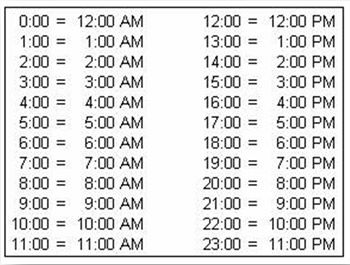 0:00 = 12:00 AM 12:00 = 12:00 PM
1:00 = 1:00 AM 13:00 = 1:00 PM
2:00 = 2:00 AM 14:00 = 2:00 PM
3:00 = 3:00 AM 15:00 = 3:00 PM
4:00 = 4:00 AM 16:00 = 4:00 PM
5:00 = 5:00 AM 17:00 = 5:00 PM
6:00 = 6:00 AM 18:00 = 6:00 PM
7:00 = 7:00 AM 19:00 = 7:00 PM
8:00 = 8:00 AM 20:00 = 8:00 PM
9:00 = 9:00 AM 21:00 = 9:00 PM
10:00 = 10:00 AM 22:00 = 10:00 PM
11:00 = 11:00 AM 23:00 = 11:00 PM